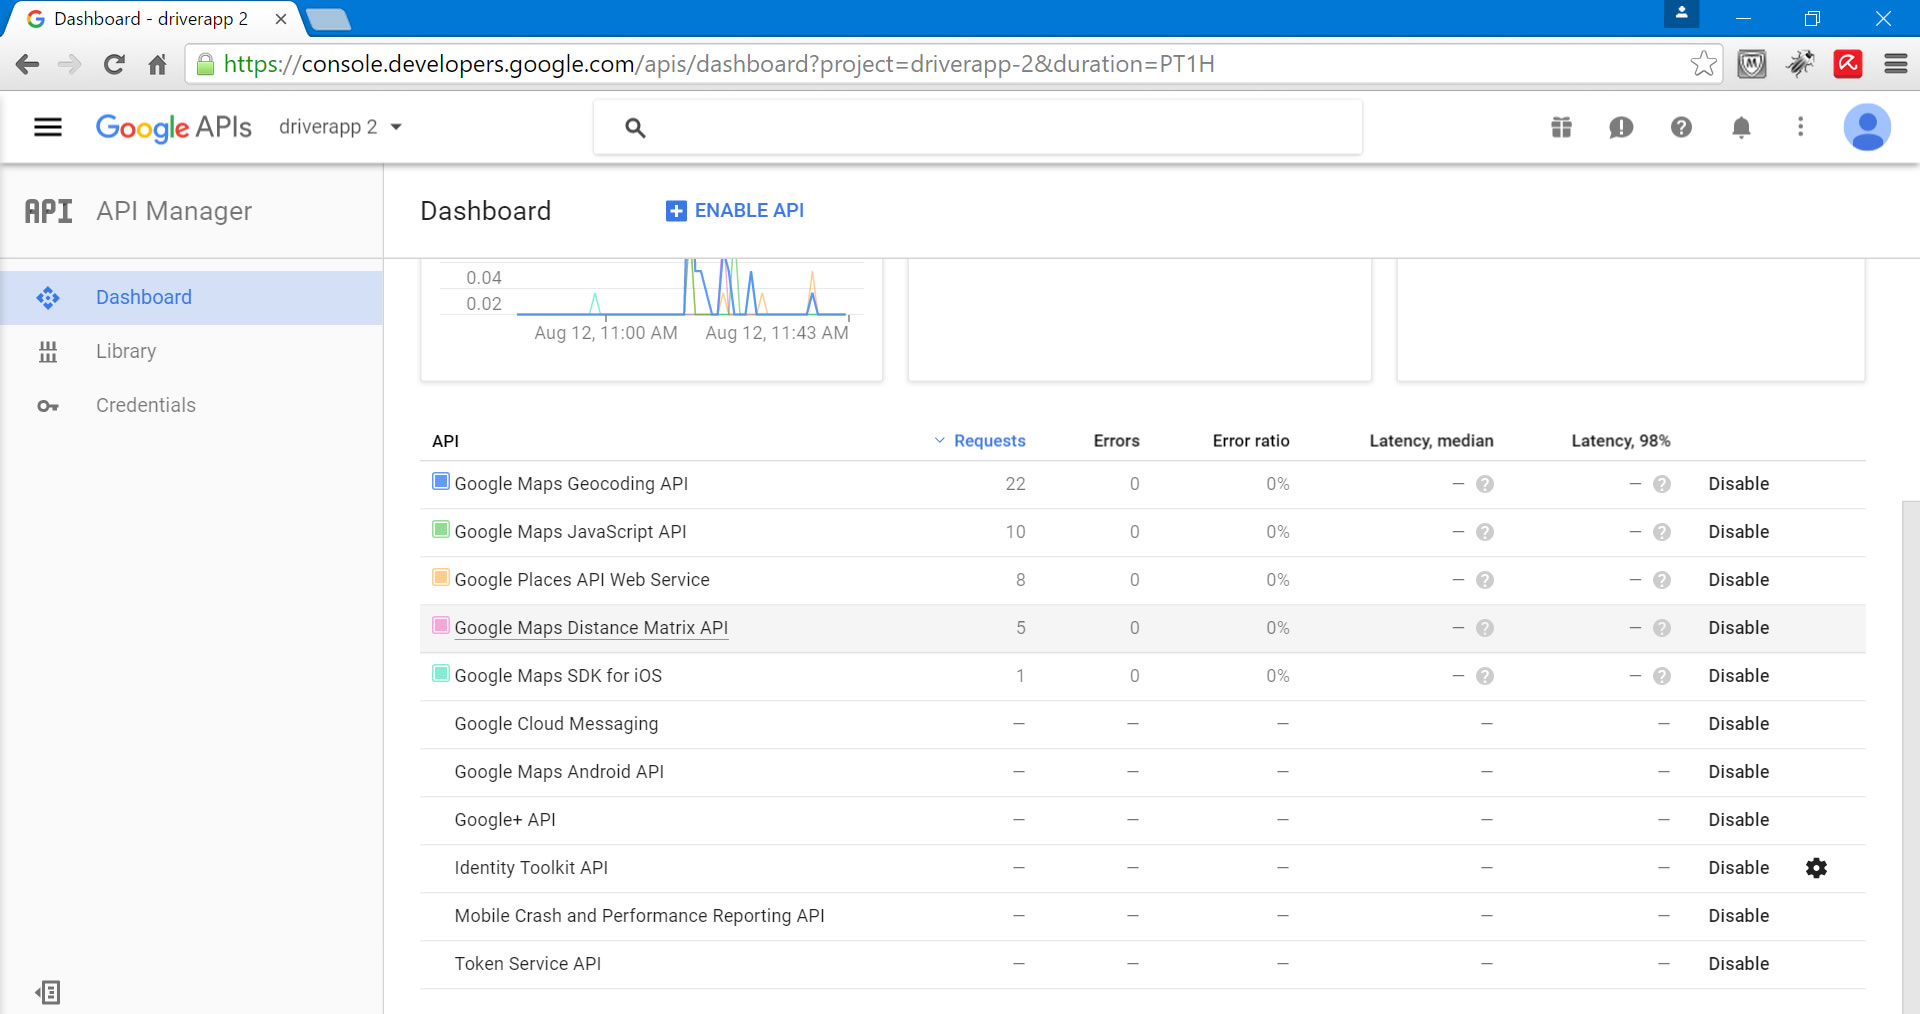 Dashboard - driverapp 2
https://console.developers.google.com/apis/dashboard?project=driverapp-2&duration=PT1H
Google APIs driverapp 2
API API Manager
Dashboard ENABLE API
Dashboard
Library
Credentials
0.04
0.02
Aug 12, 11:00 AM Aug 12, 11:43 AM
API Requests Errors Error ratio Latency, median Latency, 98%
Google Maps Geocoding API 22 0 0% – ? – ? Disable
Google Maps JavaScript API 10 0 0% – ? – ? Disable
Google Places API Web Service 8 0 0% – ? – ? Disable
Google Maps Distance Matrix API 5 0 0% – ? – ? Disable
Google Maps SDK for iOS 1 0 0% – ? – ? Disable
Google Cloud Messaging – – – – – Disable
Google Maps Android API – – – – – Disable
Google+ API – – – – – Disable
Identity Toolkit API – – – – – Disable
Mobile Crash and Performance Reporting API – – – – – Disable
Token Service API – – – – – Disable